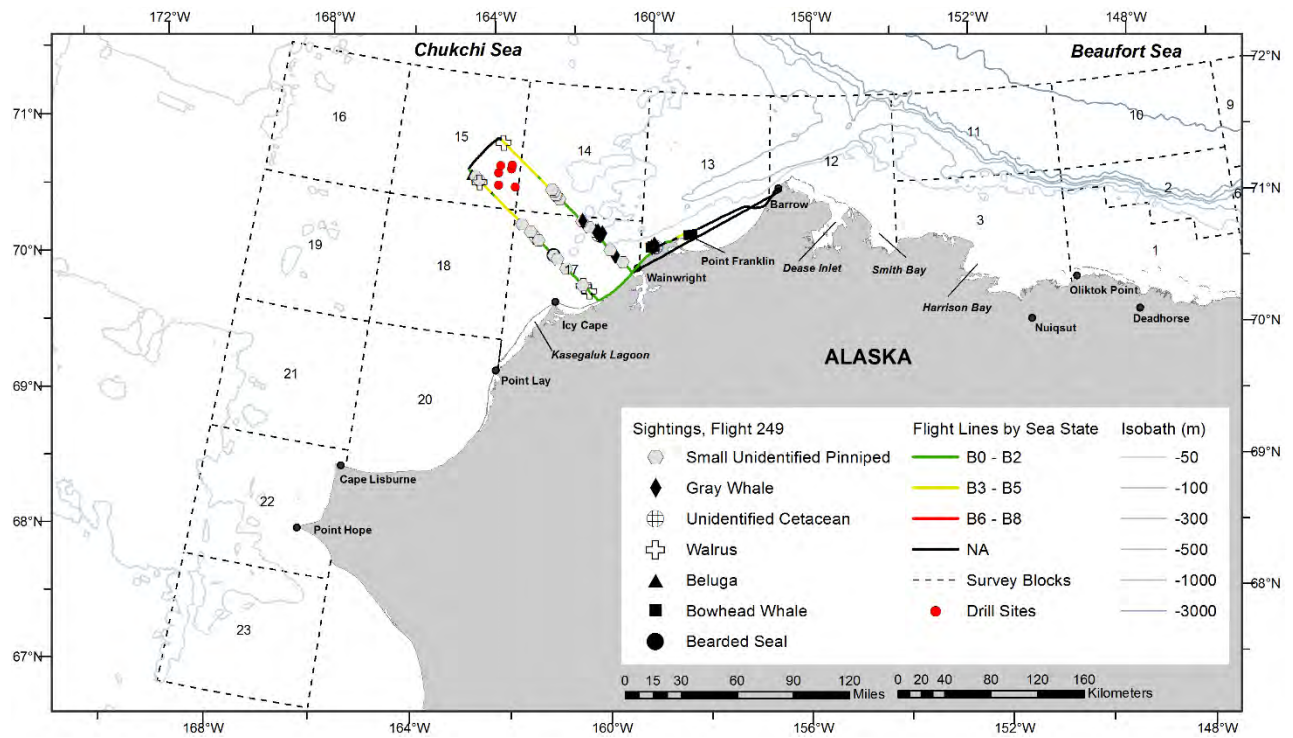 172°W 168°W 164°W 160°W 156°W 152°W 148°W
Chukchi Sea
Beaufort Sea
72°N
71°N
71°N
70°N
70°N
69°N
69°N
68°N
68°N
67°N
168°W 164°W 160°W 156°W 152°W 148°W
16
15
14
13
12
11
10
9
6
2
3
1
19
18
17
21
20
22
23
Barrow
Point Franklin
Wainwright
Dease Inlet
Smith Bay
Harrison Bay
Oliktok Point
Nuiqsut
Deadhorse
Icy Cape
Kasegaluk Lagoon
Point Lay
Cape Lisburne
Point Hope
ALASKA
Sightings, Flight 249
Small Unidentified Pinniped
Gray Whale
Unidentified Cetacean
Walrus
Beluga
Bowhead Whale
Bearded Seal
Flight Lines by Sea State
B0 - B2
B3 - B5
B6 - B8
NA
Survey Blocks
Drill Sites
Isobath (m)
-50
-100
-300
-500
-1000
-3000
0 15 30 60 90 120
Miles
0 20 40 80 120 160
Kilometers